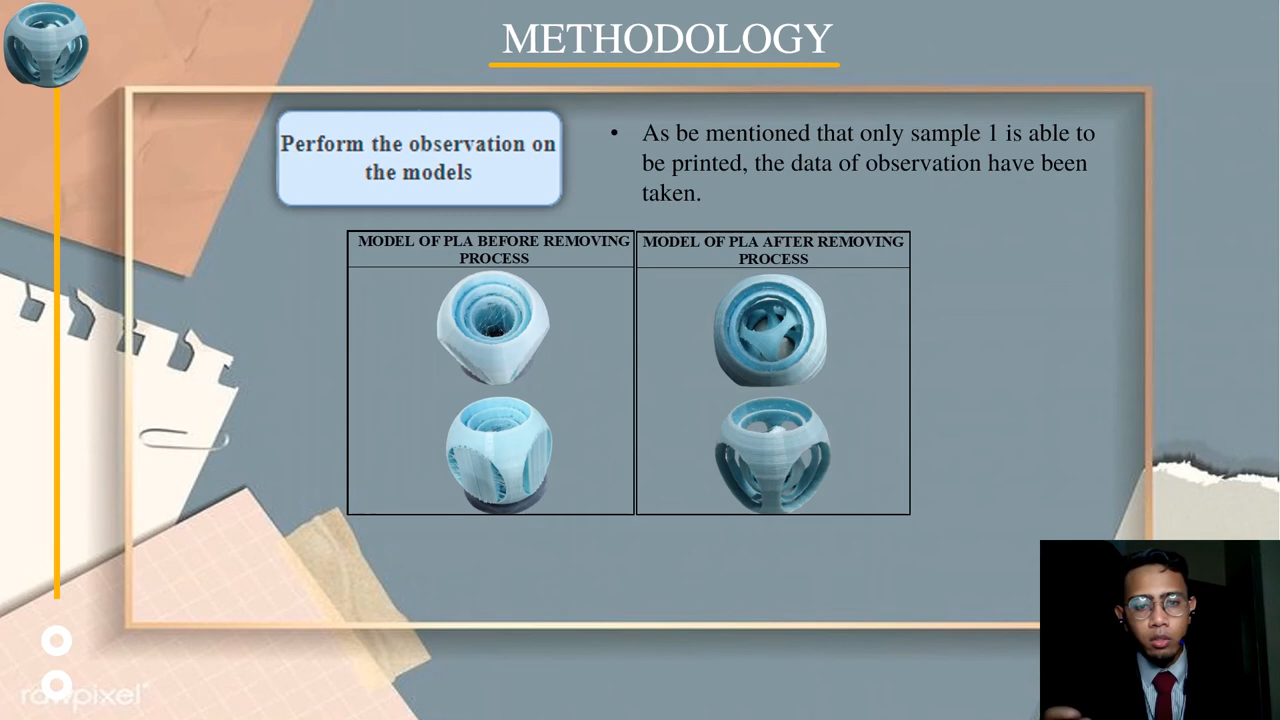 METHODOLOGY
Perform the observation on
the models
• As be mentioned that only sample 1 is able to
be printed, the data of observation have been
taken.
MODEL OF PLA BEFORE REMOVING
PROCESS
MODEL OF PLA AFTER REMOVING
PROCESS
rawpixel